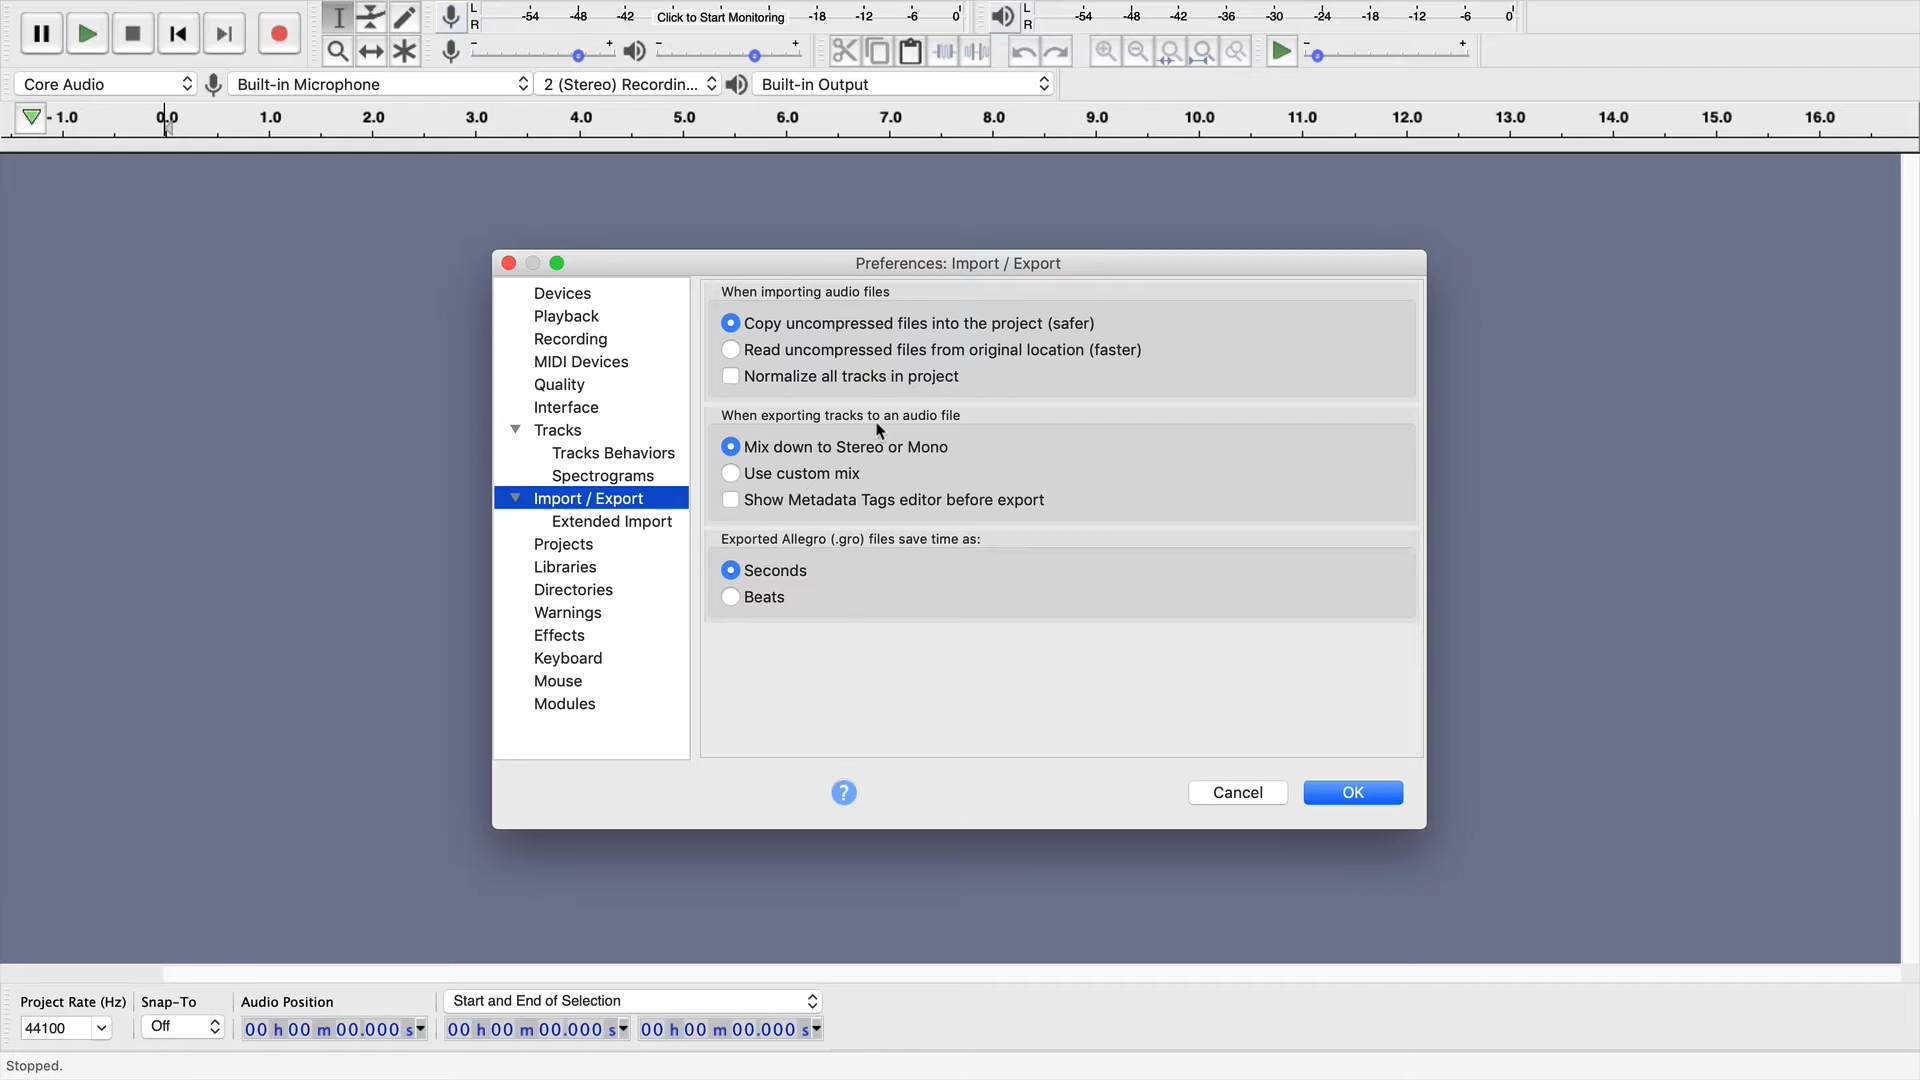 L
R
-54 -48 -42 Click to Start Monitoring -18 -12 -6 0
L
R
-54 -48 -42 -36 -30 -24 -18 -12 -6 0
- + - + - +
Core Audio Built-in Microphone 2 (Stereo) Recordin... Built-in Output
- 1.0 0.0 1.0 2.0 3.0 4.0 5.0 6.0 7.0 8.0 9.0 10.0 11.0 12.0 13.0 14.0 15.0 16.0
Preferences: Import / Export
Devices
Playback
Recording
MIDI Devices
Quality
Interface
Tracks
Tracks Behaviors
Spectrograms
Import / Export
Extended Import
Projects
Libraries
Directories
Warnings
Effects
Keyboard
Mouse
Modules
When importing audio files
Copy uncompressed files into the project (safer)
Read uncompressed files from original location (faster)
Normalize all tracks in project
When exporting tracks to an audio file
Mix down to Stereo or Mono
Use custom mix
Show Metadata Tags editor before export
Exported Allegro (.gro) files save time as:
Seconds
Beats
? Cancel OK
Project Rate (Hz) Snap-To Audio Position Start and End of Selection
44100 Off 00 h 00 m 00.000 s 00 h 00 m 00.000 s 00 h 00 m 00.000 s
Stopped.